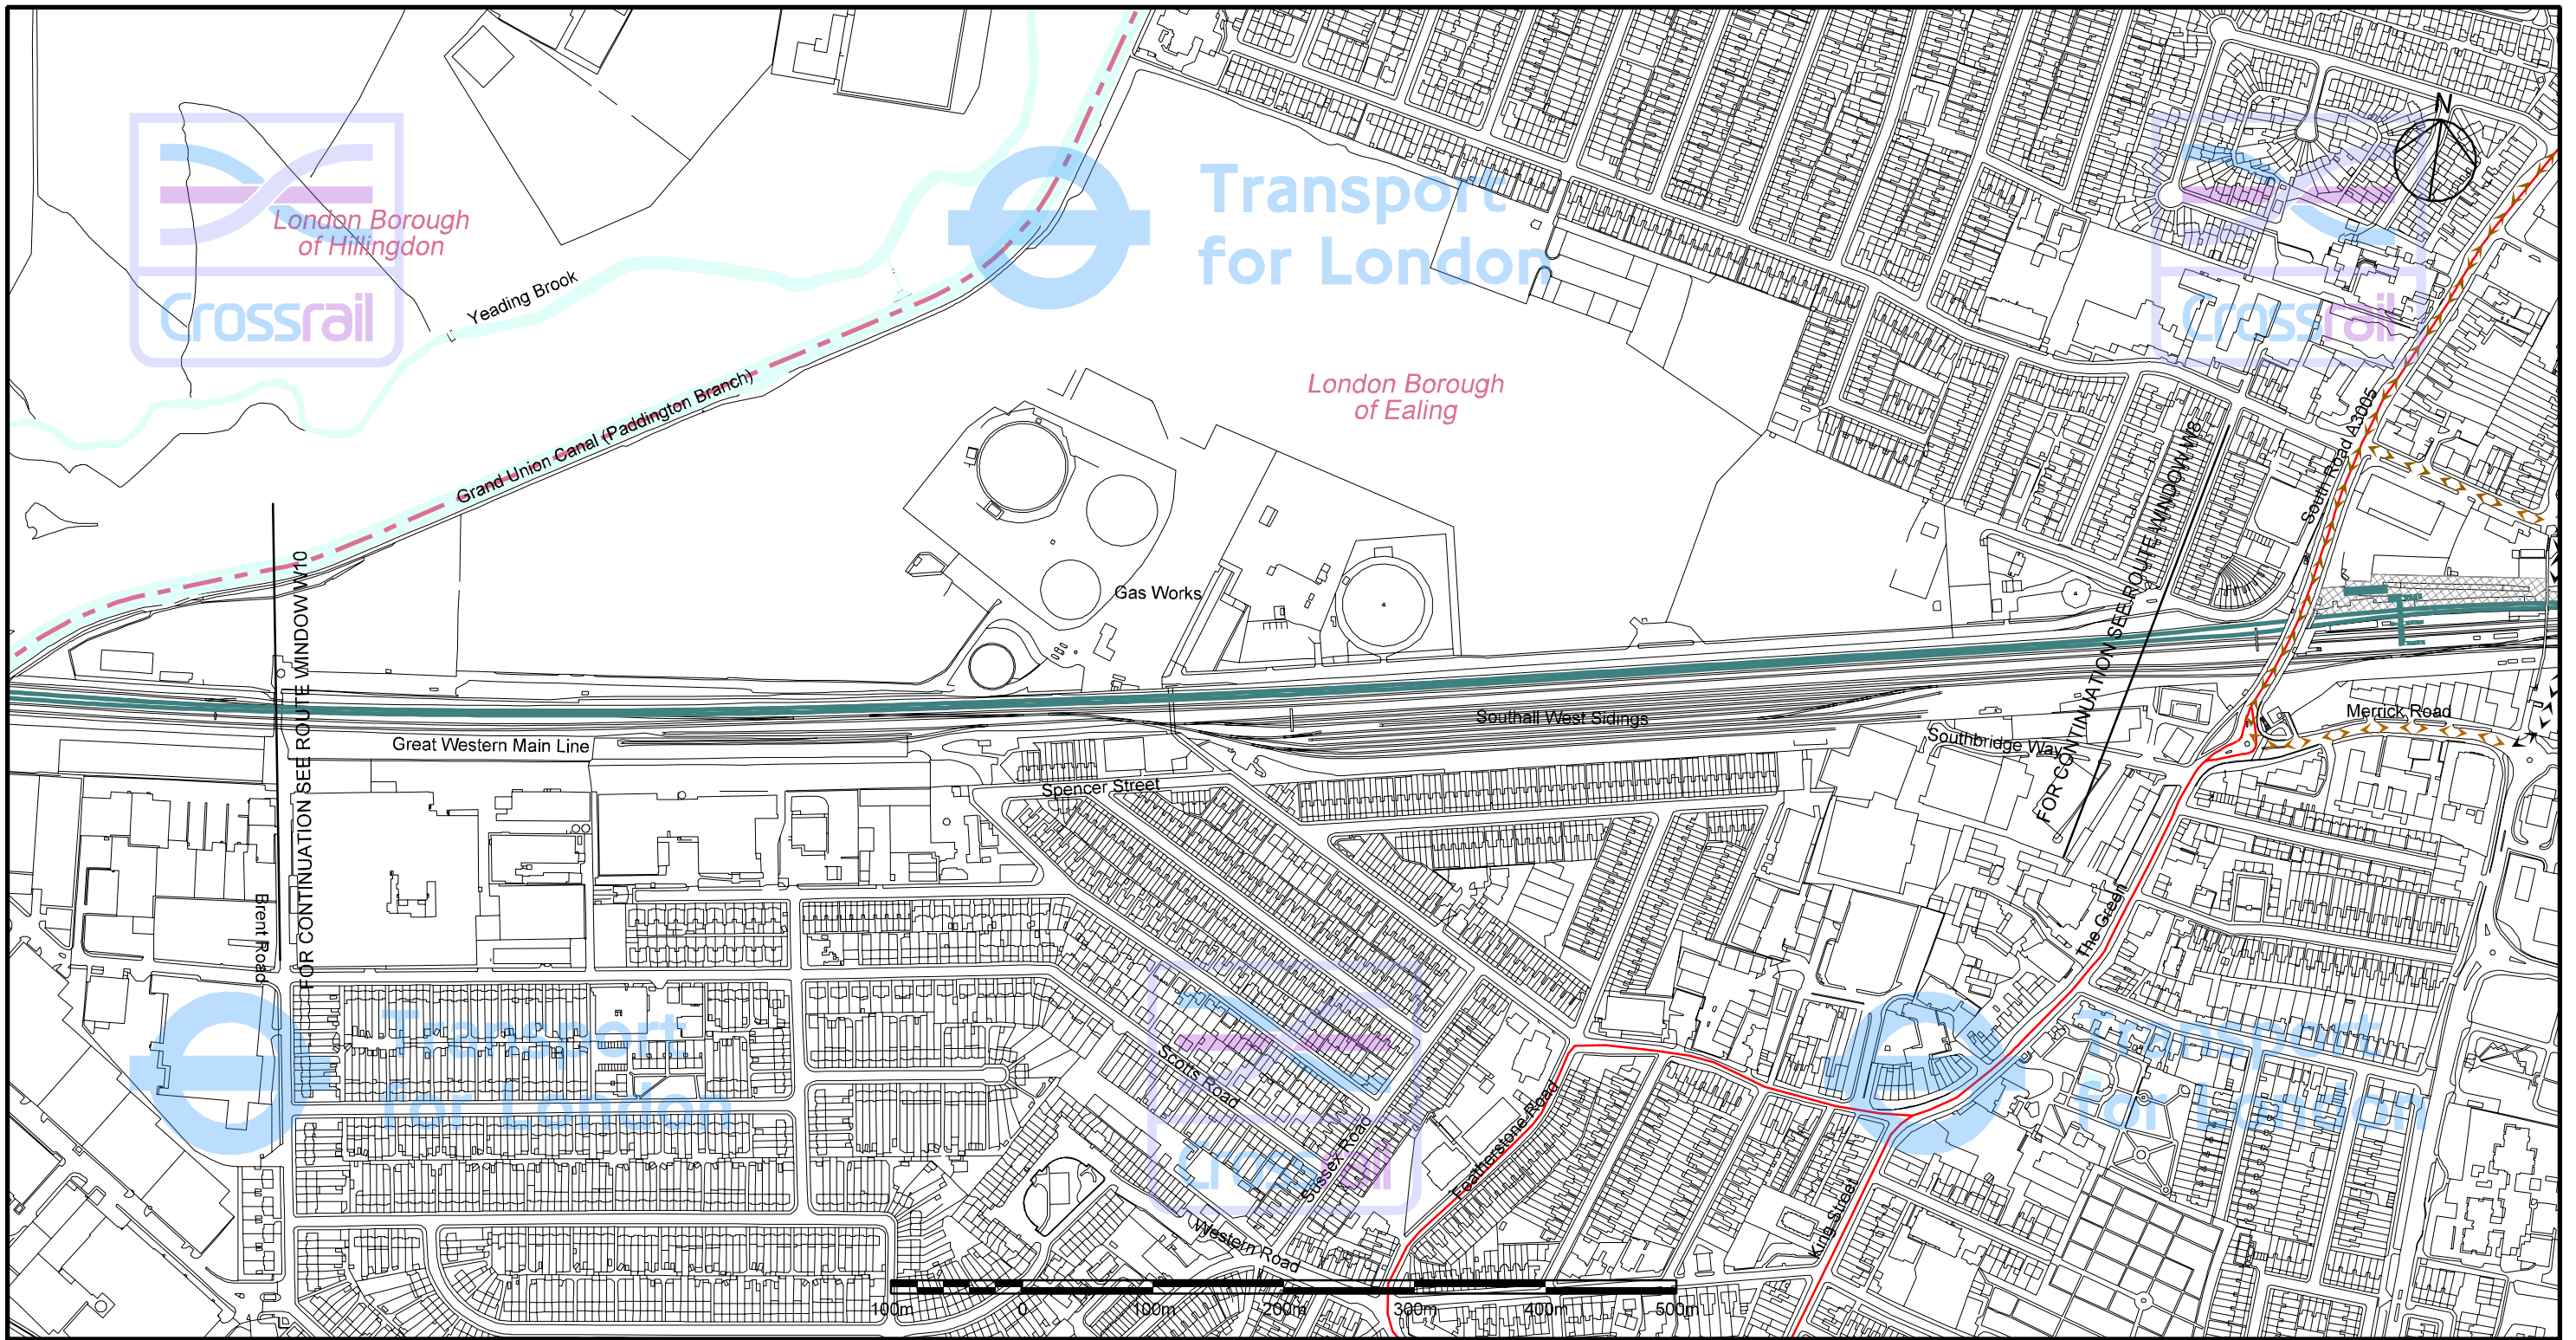 N
Transport
for London
London Borough
of Hillingdon
Crossrail
Crossrail
Yeading Brook
Grand Union Canal (Paddington Branch)
London Borough
of Ealing
South Road A3005
FOR CONTINUATION SEE ROUTE WINDOW W8
FOR CONTINUATION SEE ROUTE WINDOW W10
Gas Works
Great Western Main Line
Southall West Sidings
Southbridge Way
Merrick Road
Spencer Street
Brent Road
The Green
Transport
for London
Scotts Road
Crossrail
Sussex Road
Featherstone Road
Transport
for London
King Street
Western Road
100m 0 100m 200m 300m 400m 500m